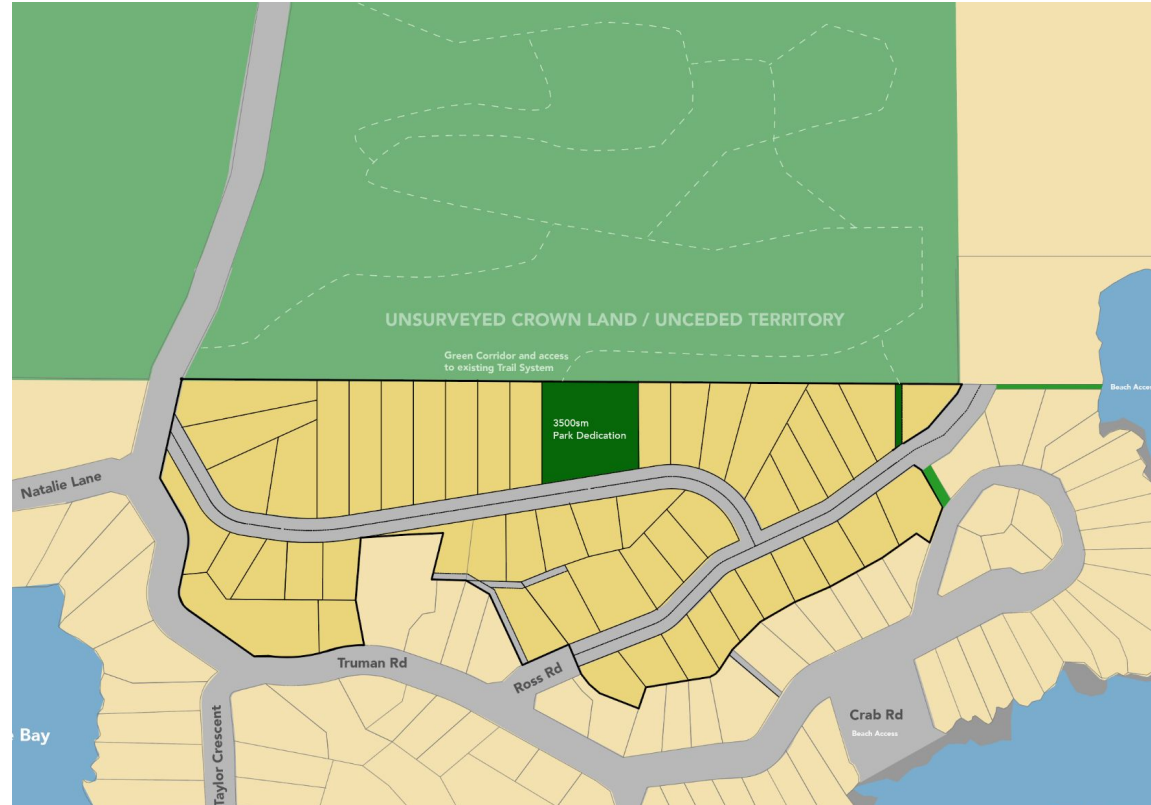 UNSURVEYED CROWN LAND / UNCEDED TERRITORY
Green Corridor and access
to existing Trail System
Beach Acces
3500sm
Park Dedication
Natalie Lane
Truman Rd
Ross Rd
Taylor Crescent
Crab Rd
Beach Access
e Bay